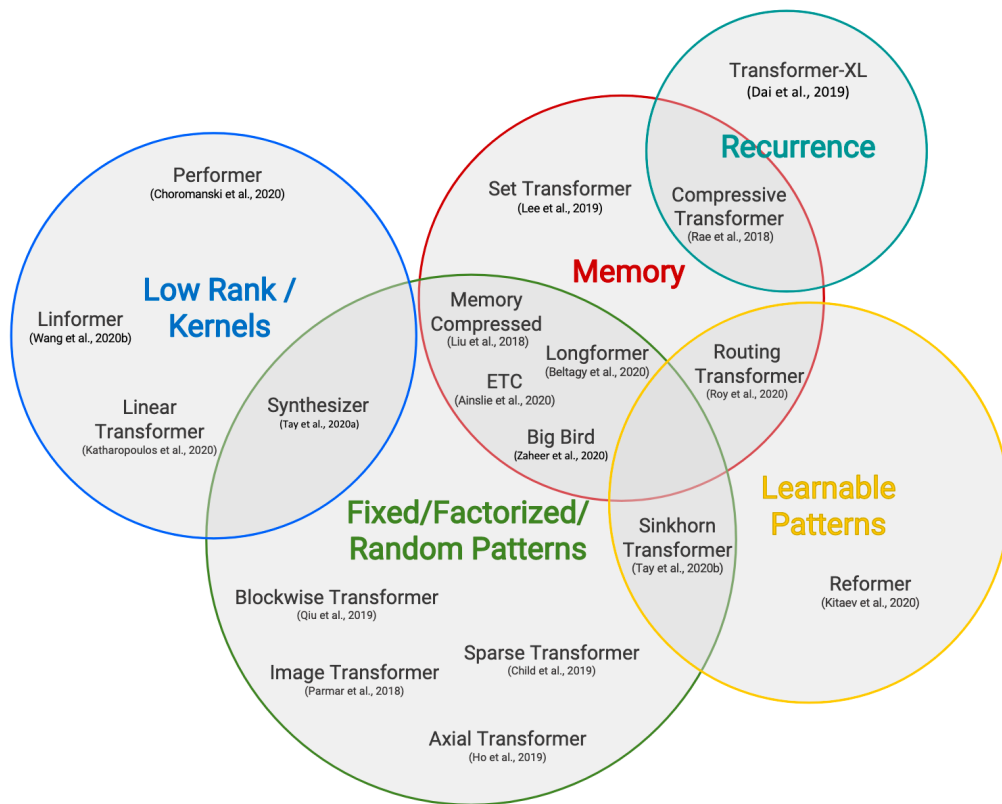 Transformer-XL
(Dai et al., 2019)
Recurrence
Compressive
Transformer
(Rae et al., 2018)
Set Transformer
(Lee et al., 2019)
Memory
Performer
(Choromanski et al., 2020)
Low Rank /
Kernels
Linformer
(Wang et al., 2020b)
Linear
Transformer
(Katharopoulos et al., 2020)
Synthesizer
(Tay et al., 2020a)
Memory
Compressed
(Liu et al., 2018)
Longformer
(Beltagy et al., 2020)
ETC
(Ainslie et al., 2020)
Big Bird
(Zaheer et al., 2020)
Routing
Transformer
(Roy et al., 2020)
Learnable
Patterns
Fixed/Factorized/
Random Patterns
Sinkhorn
Transformer
(Tay et al., 2020b)
Reformer
(Kitaev et al., 2020)
Blockwise Transformer
(Qiu et al., 2019)
Sparse Transformer
(Child et al., 2019)
Image Transformer
(Parmar et al., 2018)
Axial Transformer
(Ho et al., 2019)